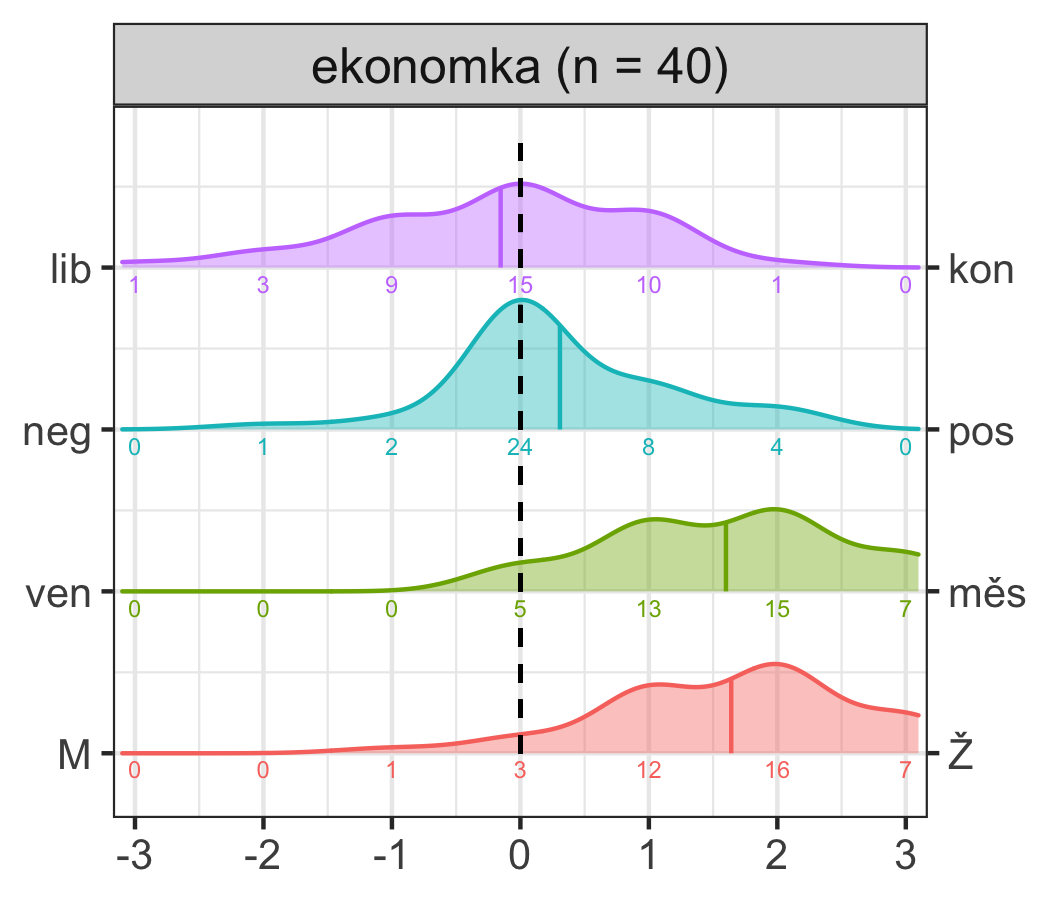 ekonomka (n = 40)
lib kon
1 3 9 15 10 1 0
neg pos
0 1 2 24 8 4 0
ven měs
0 0 0 5 13 15 7
M Ž
0 0 1 3 12 16 7
-3 -2 -1 0 1 2 3